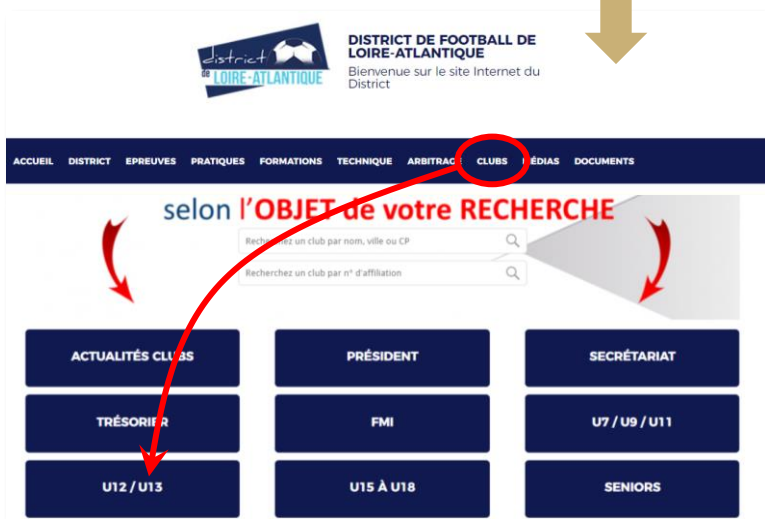 district
de LOIRE-ATLANTIQUE
DISTRICT DE FOOTBALL DE
LOIRE-ATLANTIQUE
Bienvenue sur le site Internet du
District
ACCUEIL DISTRICT EPREUVES PRATIQUES FORMATIONS TECHNIQUE ARBITRAGE CLUBS MÉDIAS DOCUMENTS
selon l'OBJET de votre RECHERCHE
Recherchez un club par nom, ville ou CP
Recherchez un club par n° d'affiliation
ACTUALITÉS CLUBS PRÉSIDENT SECRÉTARIAT
TRÉSORIER FMI U7 / U9 / U11
U12 / U13 U15 À U18 SENIORS